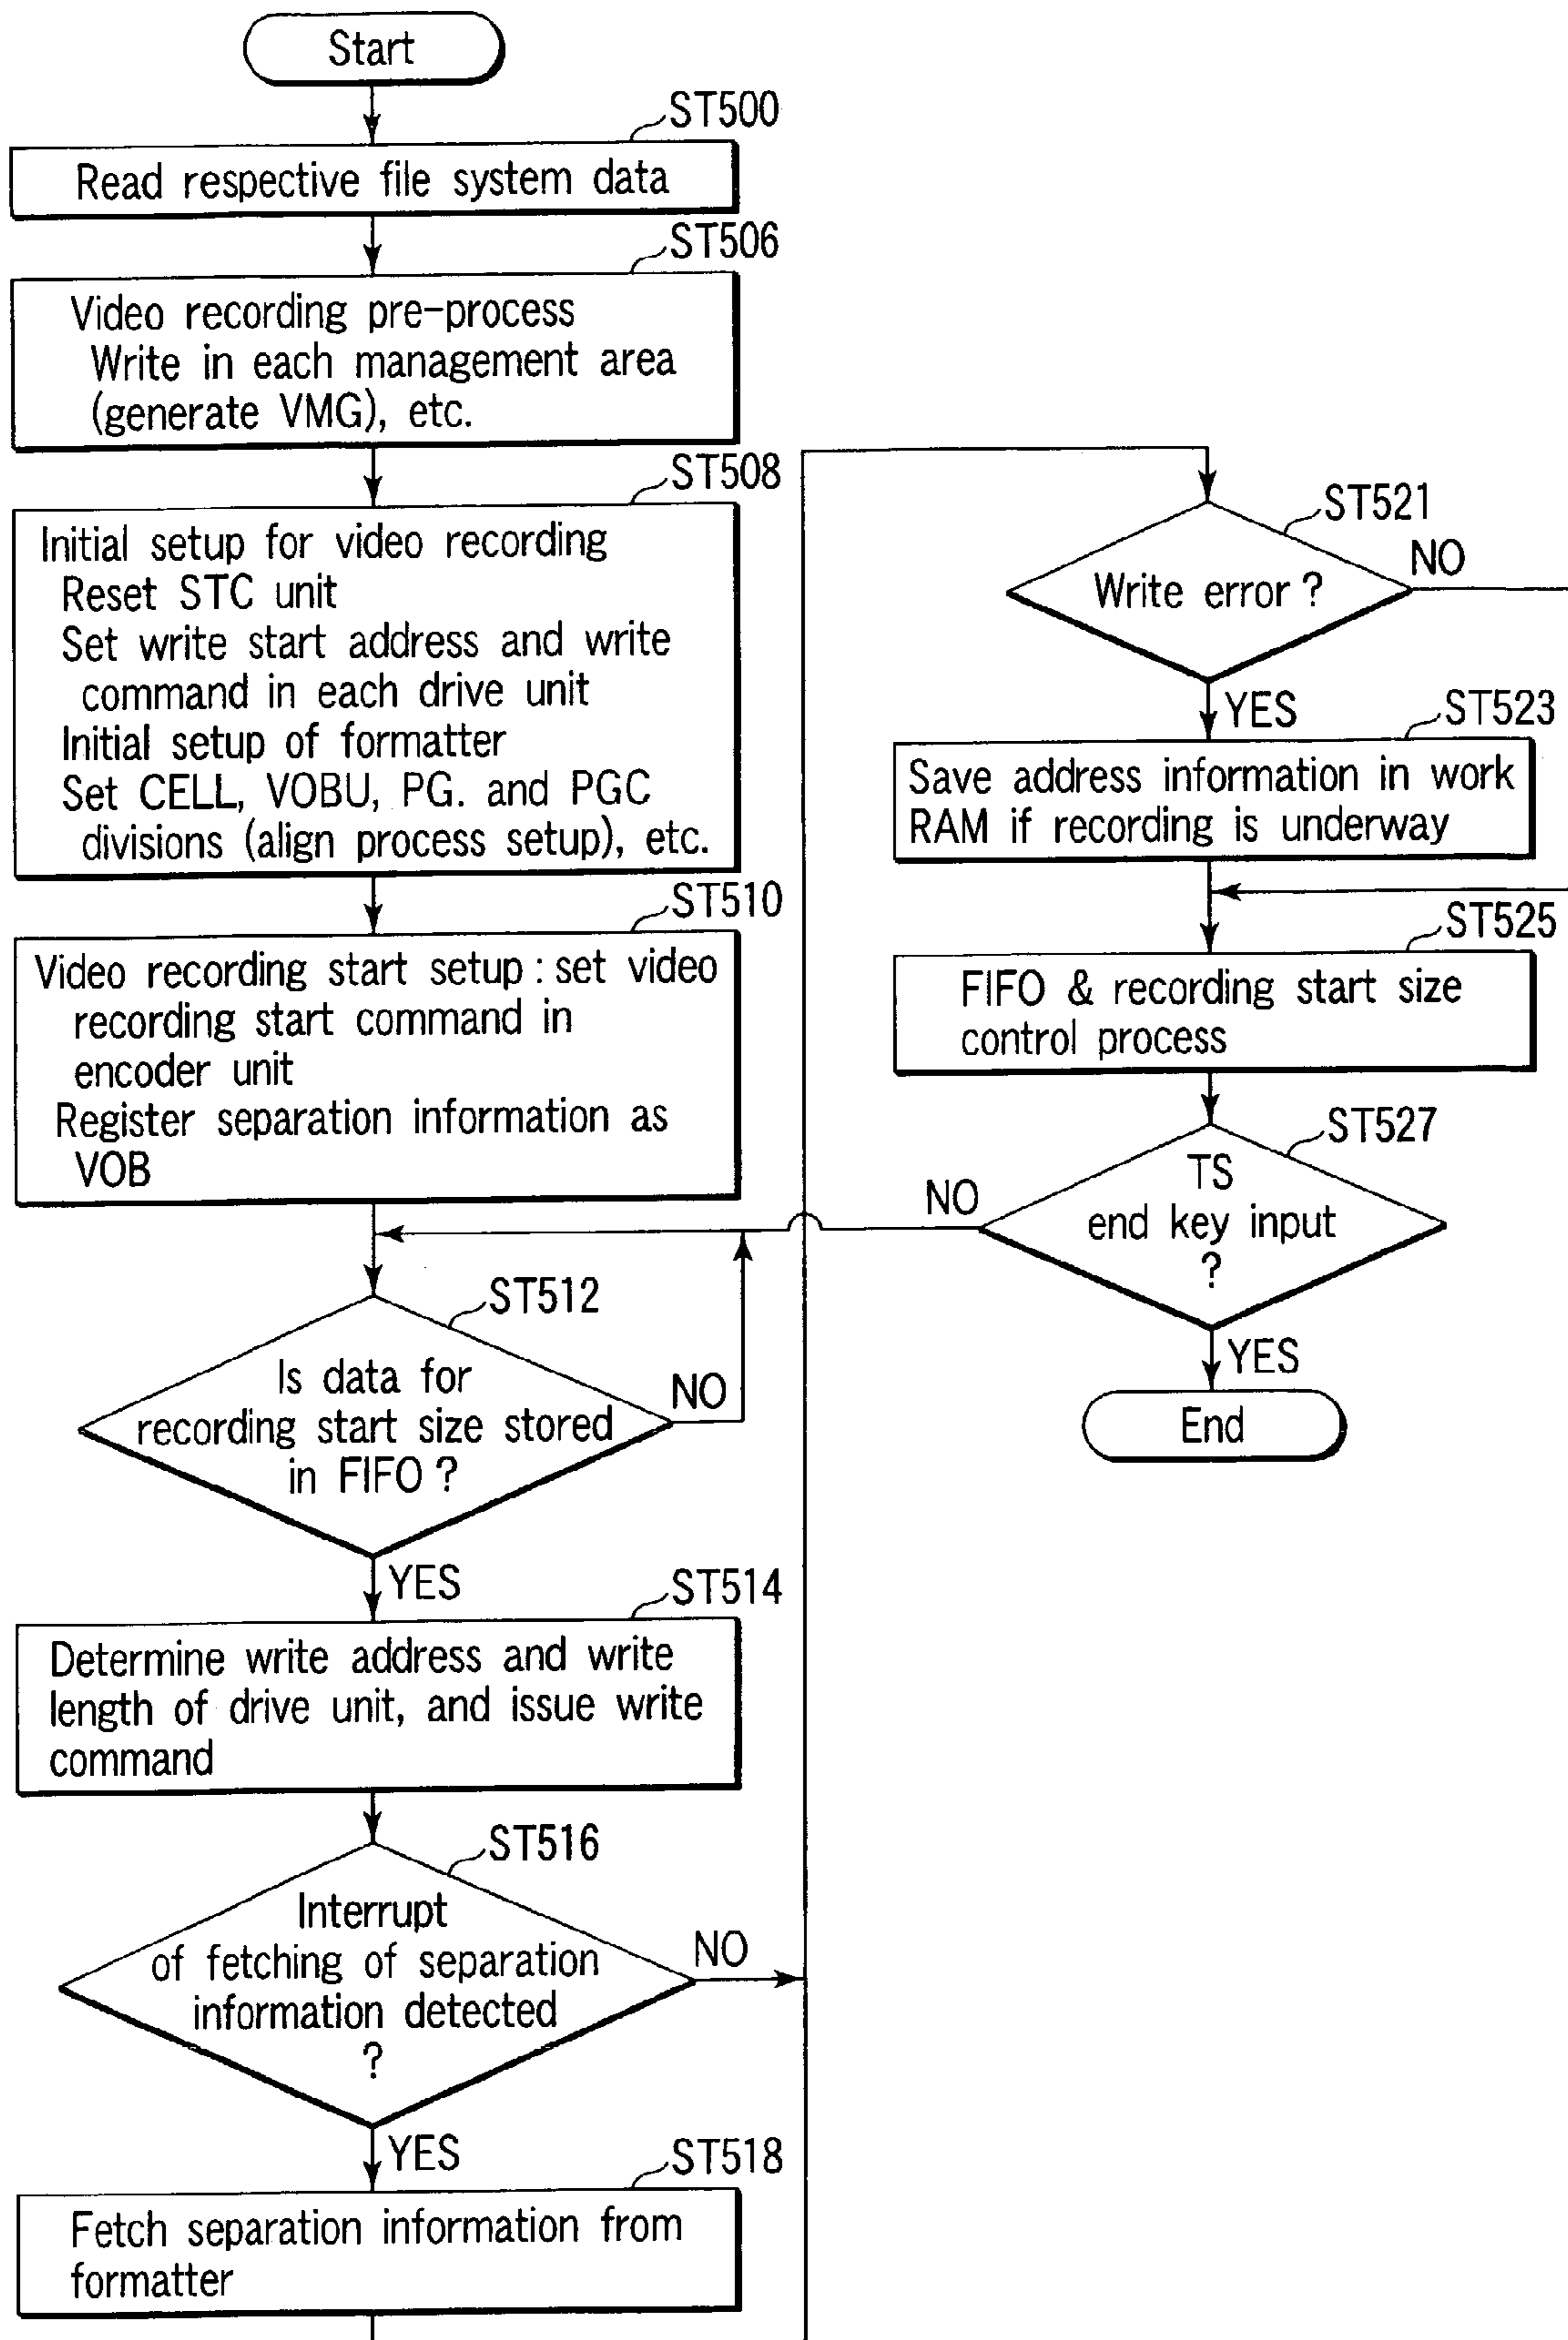 Start
ST500
Read respective file system data
ST506
Video recording pre-process
Write in each management area
(generate VMG), etc.
ST508
Initial setup for video recording
Reset STC unit
Set write start address and write
command in each drive unit
Initial setup of formatter
Set CELL, VOBU, PG. and PGC
divisions (align process setup), etc.
ST510
Video recording start setup : set video
recording start command in
encoder unit
Register separation information as
VOB
ST512
Is data for
recording start size stored
in FIFO ?
NO
YES
ST514
Determine write address and write
length of drive unit, and issue write
command
ST516
Interrupt
of fetching of separation
information detected
?
NO
YES
ST518
Fetch separation information from
formatter
ST521
Write error ?
NO
YES
ST523
Save address information in work
RAM if recording is underway
ST525
FIFO & recording start size
control process
ST527
TS
end key input
?
NO
YES
End